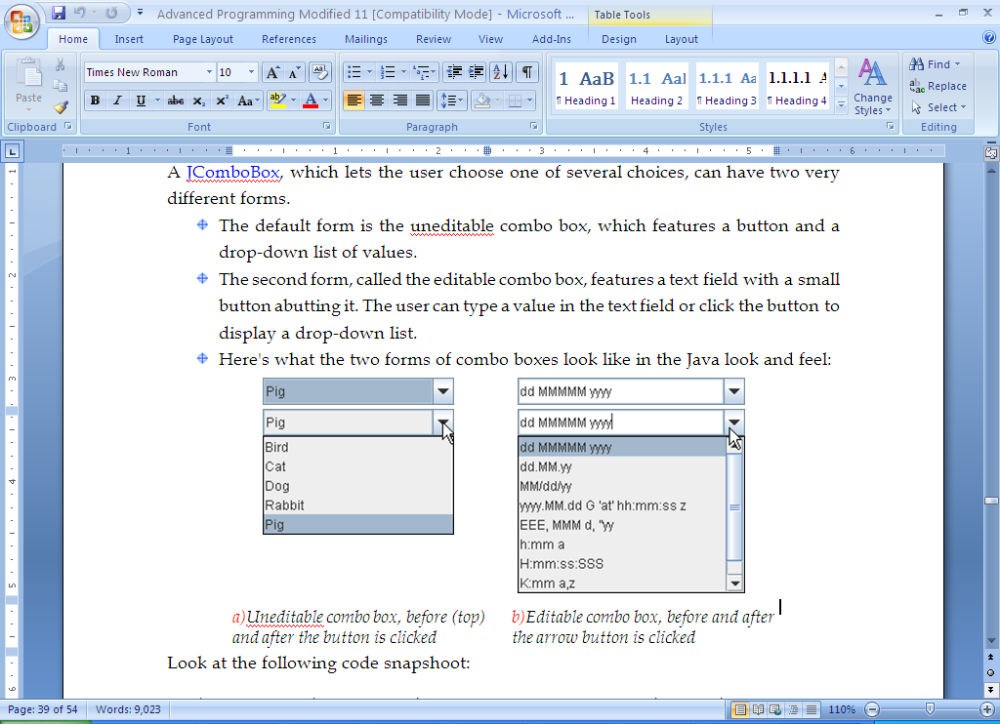 Advanced Programming Modified 11 [Compatibility Mode] - Microsoft ...
Table Tools
Home Insert Page Layout References Mailings Review View Add-Ins Design Layout
Paste
Clipboard
Times New Roman 10
B I U abc x₂ x² Aa
Font
Paragraph
1 AaB 1.1 AaI 1.1.1 Aa 1.1.1.1 A
¶ Heading 1 ¶ Heading 2 ¶ Heading 3 ¶ Heading 4
Change Styles
Styles
Find
Replace
Select
Editing
A JComboBox, which lets the user choose one of several choices, can have two very
different forms.
The default form is the uneditable combo box, which features a button and a
drop-down list of values.
The second form, called the editable combo box, features a text field with a small
button abutting it. The user can type a value in the text field or click the button to
display a drop-down list.
Here's what the two forms of combo boxes look like in the Java look and feel:
Pig
Pig
Bird
Cat
Dog
Rabbit
Pig
dd MMMMM yyyy
dd MMMMM yyyy
dd MMMMM yyyy
dd.MM.yy
MM/dd/yy
yyyy.MM.dd G 'at' hh:mm:ss z
EEE, MMM d, ''yy
h:mm a
H:mm:ss:SSS
K:mm a,z
a)Uneditable combo box, before (top)
and after the button is clicked
b)Editable combo box, before and after
the arrow button is clicked
Look at the following code snapshoot:
Page: 39 of 54 Words: 9,023 110%